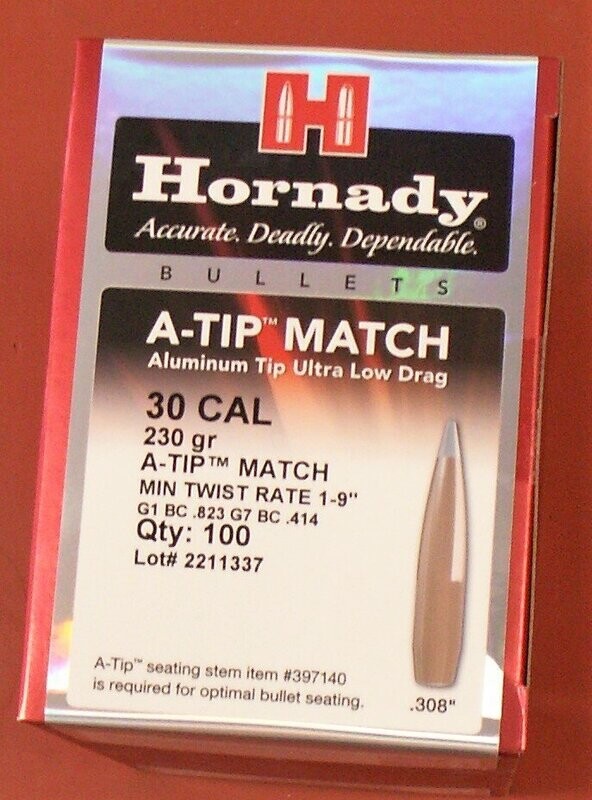 H
Hornady®
Accurate. Deadly. Dependable.
BULLETS
A-TIP™ MATCH
Aluminum Tip Ultra Low Drag
30 CAL
230 gr
A-TIP™ MATCH
MIN TWIST RATE 1-9"
G1 BC .823 G7 BC .414
Qty: 100
Lot# 2211337
A-Tip™ seating stem item #397140
is required for optimal bullet seating.
.308"